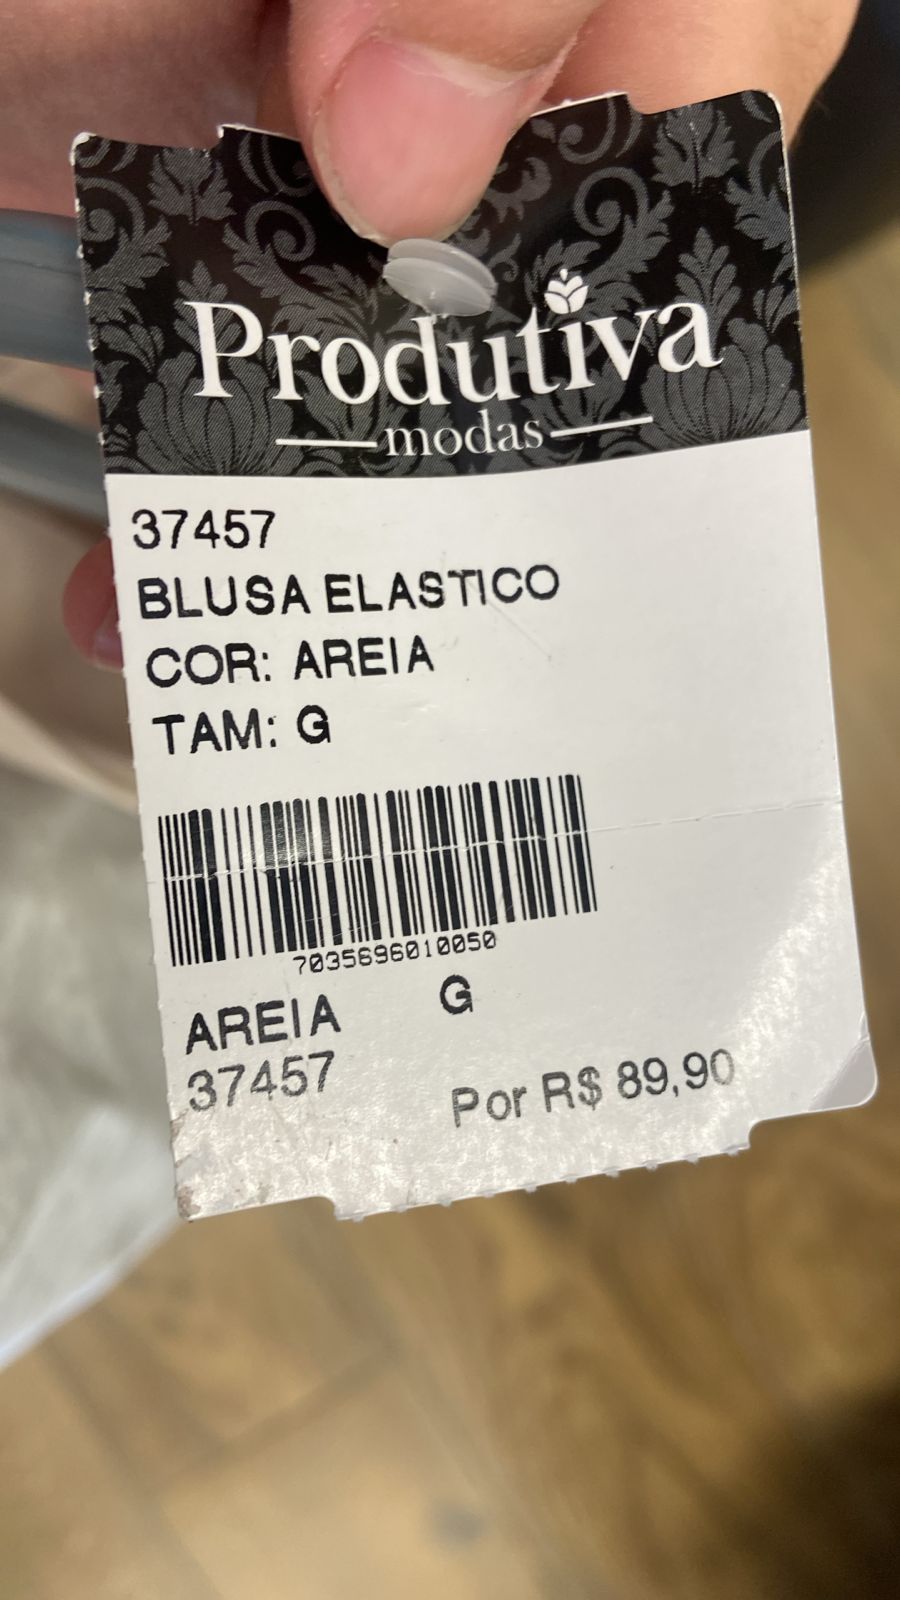 Produtiva
modas
37457
BLUSA ELASTICO
COR: AREIA
TAM: G
7035696010050
AREIA G
37457
Por R$ 89,90